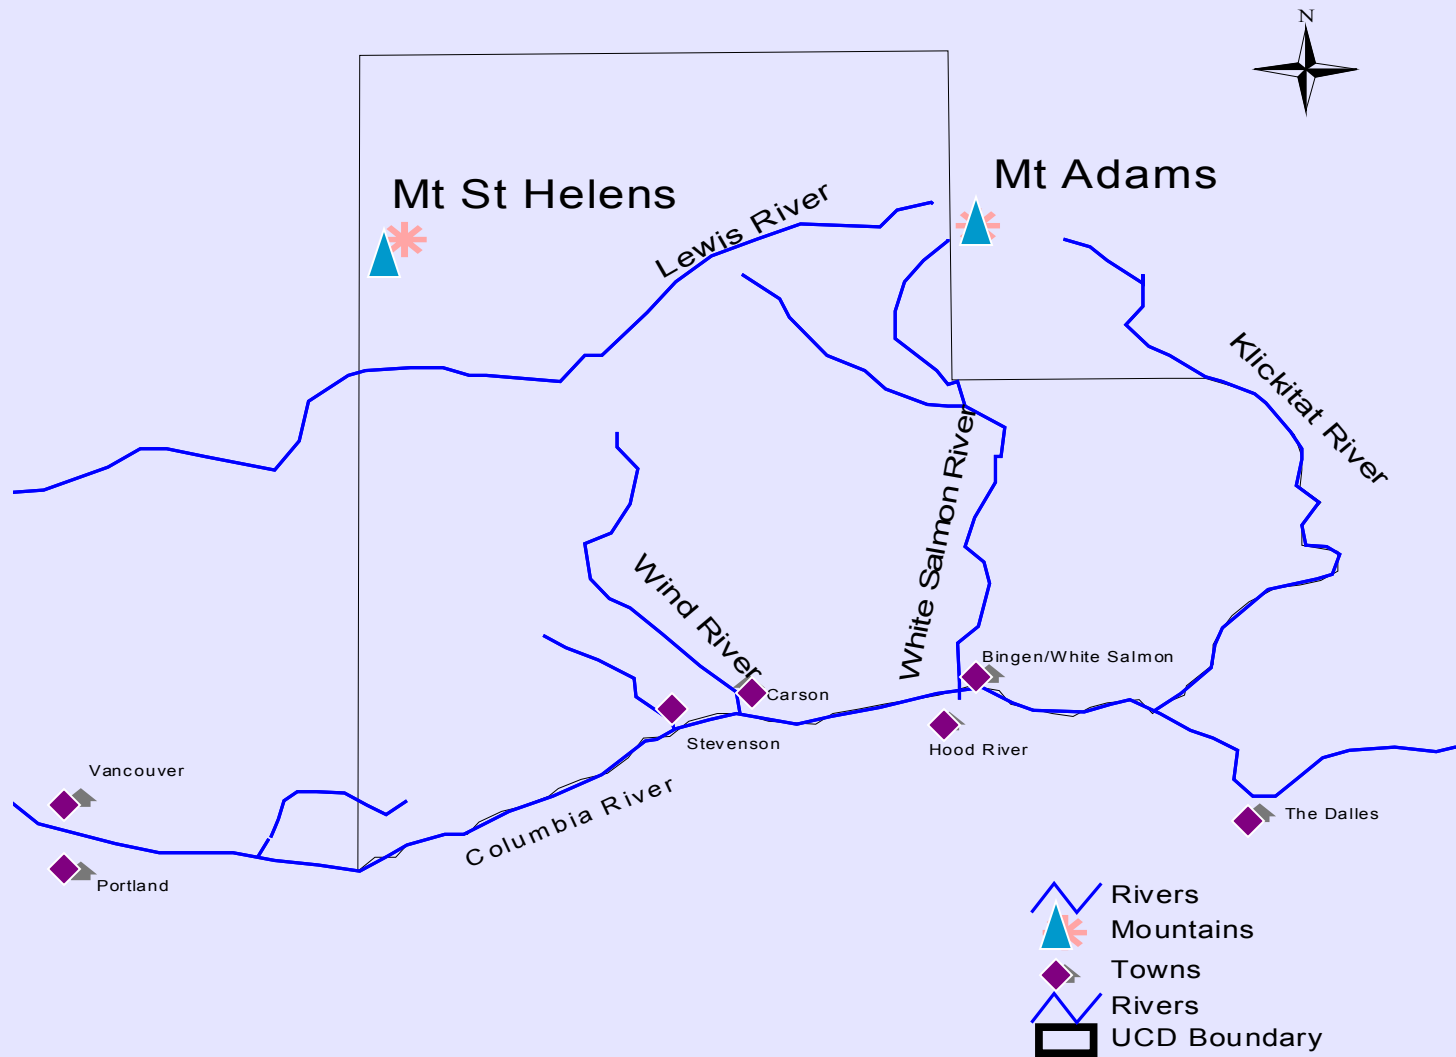 N
Mt Adams
Mt St Helens
Lewis River
Klickitat River
White Salmon River
Wind River
Bingen/White Salmon
Carson
Stevenson
Hood River
Vancouver
Columbia River
The Dalles
Portland
Rivers
Mountains
Towns
Rivers
UCD Boundary